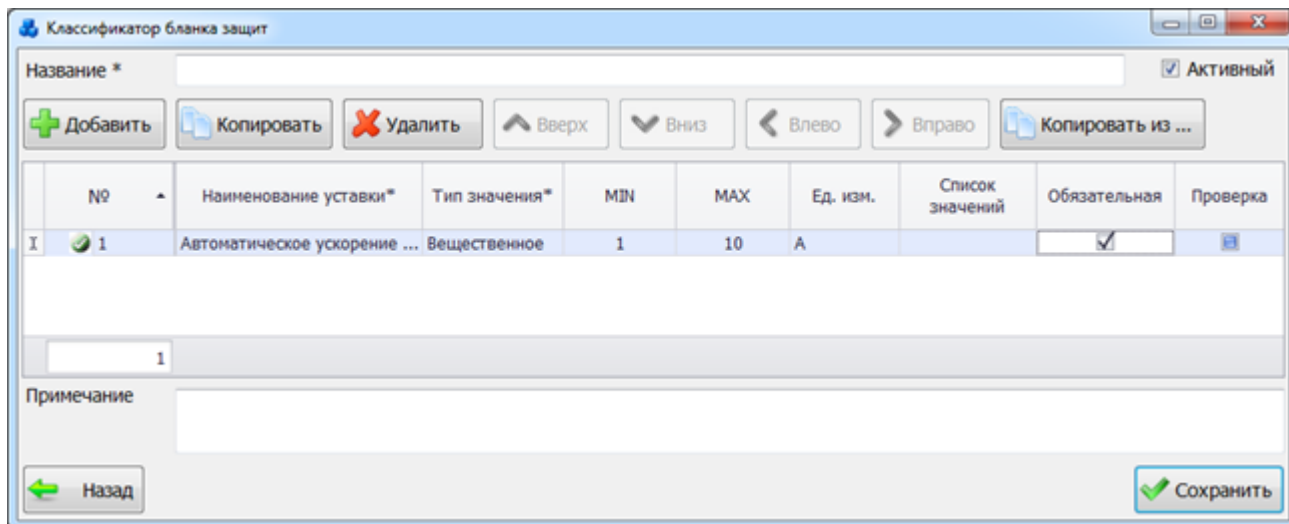 Классификатор бланка защит
Название *
Активный
Добавить Копировать Удалить Вверх Вниз Влево Вправо Копировать из ...
№ Наименование уставки* Тип значения* MIN MAX Ед. изм. Список значений Обязательная Проверка
1 Автоматическое ускорение ... Вещественное 1 10 А
1
Примечание
Назад
Сохранить